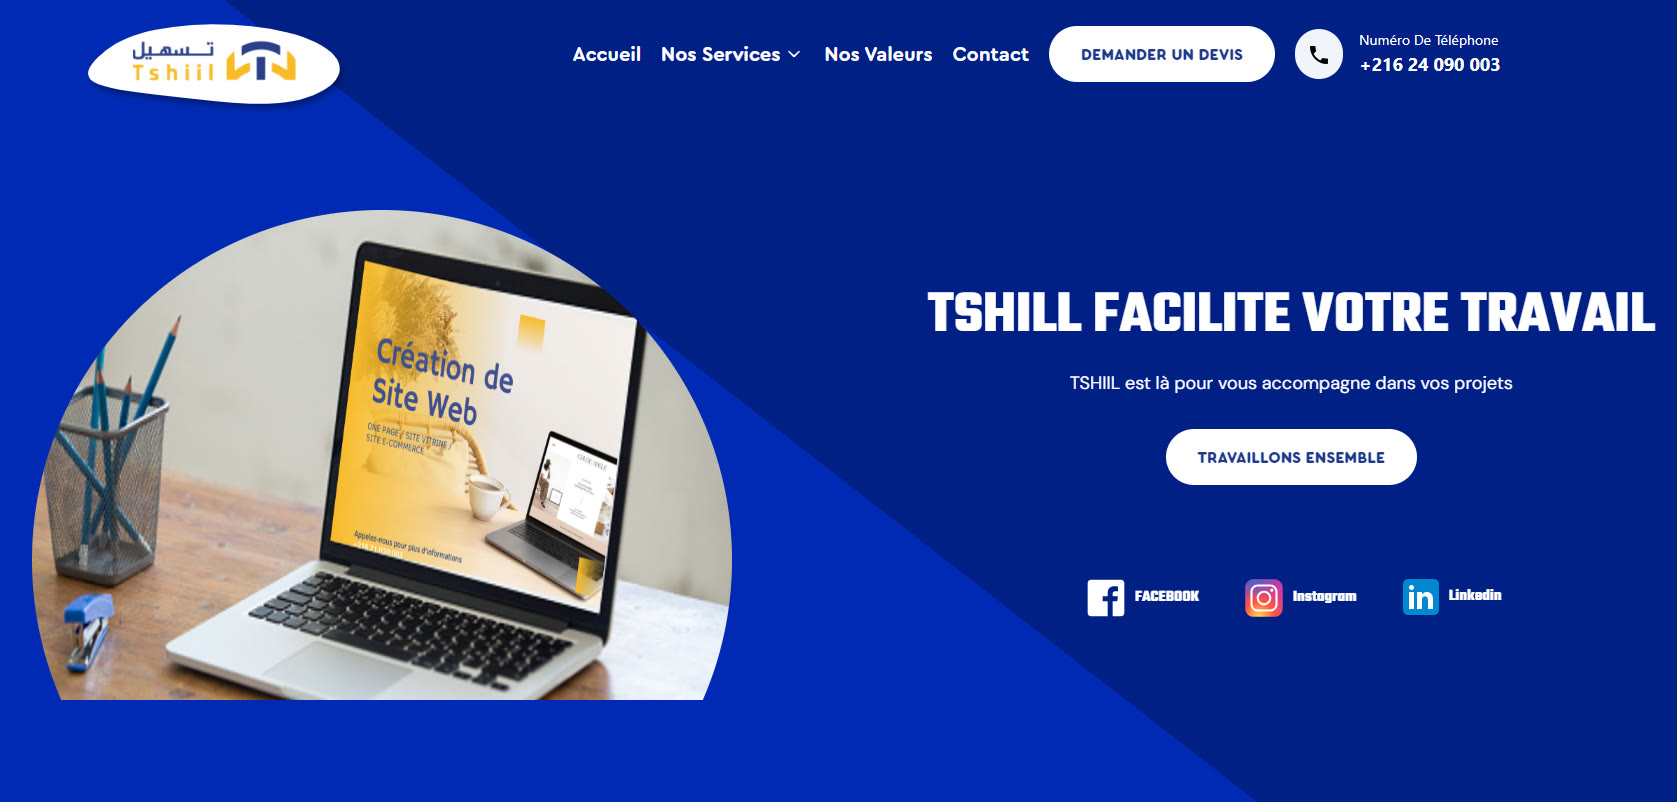 تسهيل
Tshiil
Accueil
Nos Services
Nos Valeurs
Contact
DEMANDER UN DEVIS
Numéro De Téléphone
+216 24 090 003
Création de
Site Web
ONE PAGE / SITE VITRINE /
SITE E-COMMERCE
Appelez-nous pour plus d'informations
TSHILL FACILITE VOTRE TRAVAIL
TSHIIL est là pour vous accompagne dans vos projets
TRAVAILLONS ENSEMBLE
FACEBOOK
Instagram
in
Linkedin